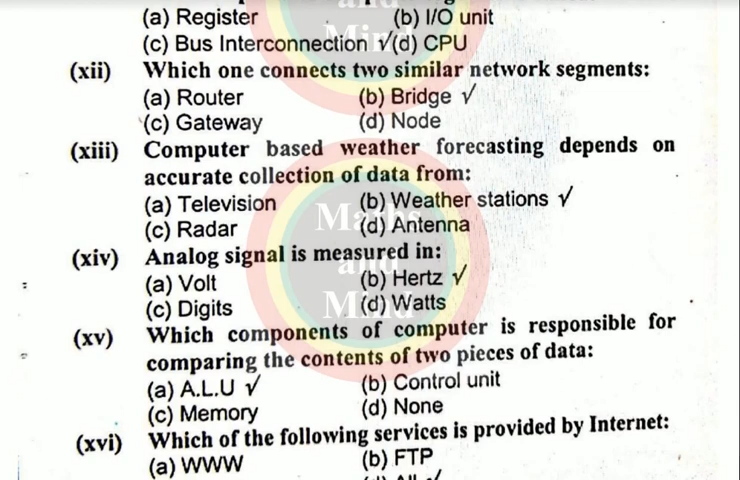 (a) Register (b) I/O unit
(c) Bus Interconnection ✓ (d) CPU
(xii) Which one connects two similar network segments:
(a) Router (b) Bridge ✓
(c) Gateway (d) Node
(xiii) Computer based weather forecasting depends on
accurate collection of data from:
(a) Television (b) Weather stations ✓
(c) Radar (d) Antenna
(xiv) Analog signal is measured in:
(a) Volt (b) Hertz ✓
(c) Digits (d) Watts
(xv) Which components of computer is responsible for
comparing the contents of two pieces of data:
(a) A.L.U ✓ (b) Control unit
(c) Memory (d) None
(xvi) Which of the following services is provided by Internet:
(a) WWW (b) FTP
Maths
and
Mind